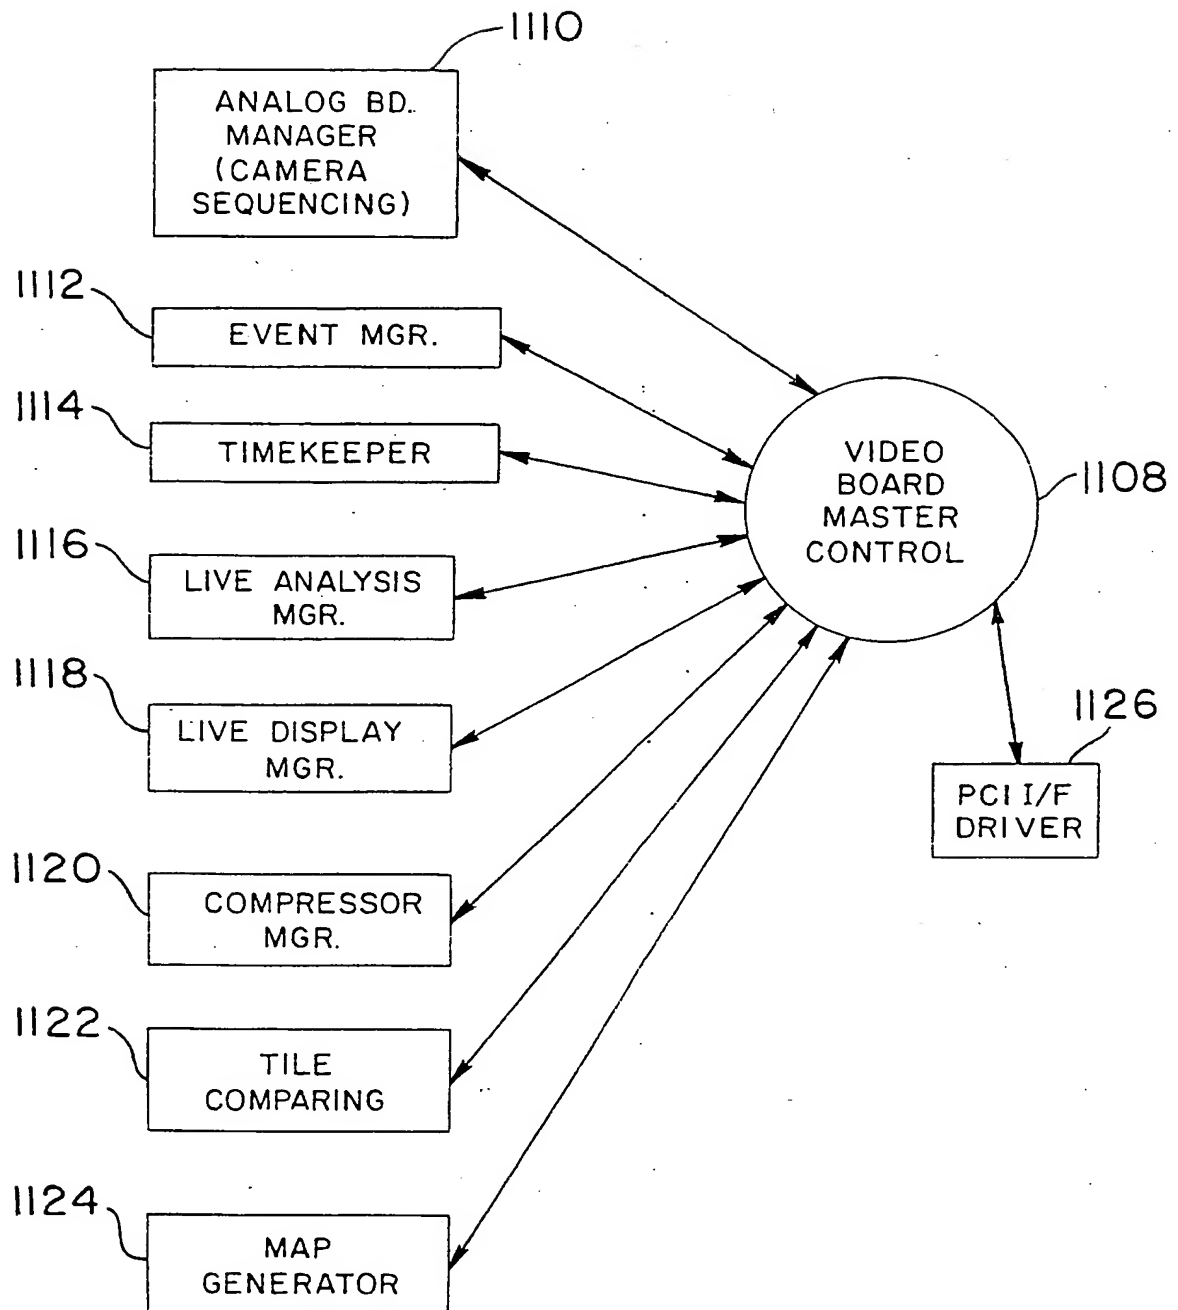 1110
ANALOG BD.
MANAGER
(CAMERA
SEQUENCING)
1112
EVENT MGR.
1114
TIMEKEEPER
1116
LIVE ANALYSIS
MGR.
1118
LIVE DISPLAY
MGR.
1120
COMPRESSOR
MGR.
1122
TILE
COMPARING
1124
MAP
GENERATOR
VIDEO
BOARD
MASTER
CONTROL
1108
1126
PCI I/F
DRIVER